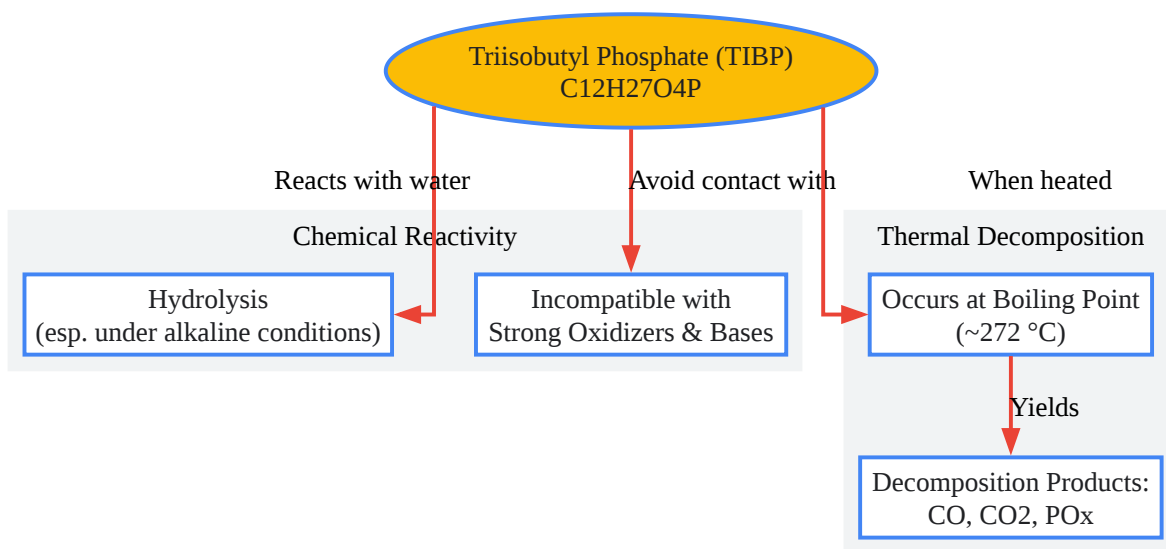 Triisobutyl Phosphate (TIBP)
C12H27O4P
Reacts with water
Avoid contact with
When heated
Chemical Reactivity
Thermal Decomposition
Hydrolysis
(esp. under alkaline conditions)
Incompatible with
Strong Oxidizers & Bases
Occurs at Boiling Point
(~272 °C)
Yields
Decomposition Products:
CO, CO2, POx